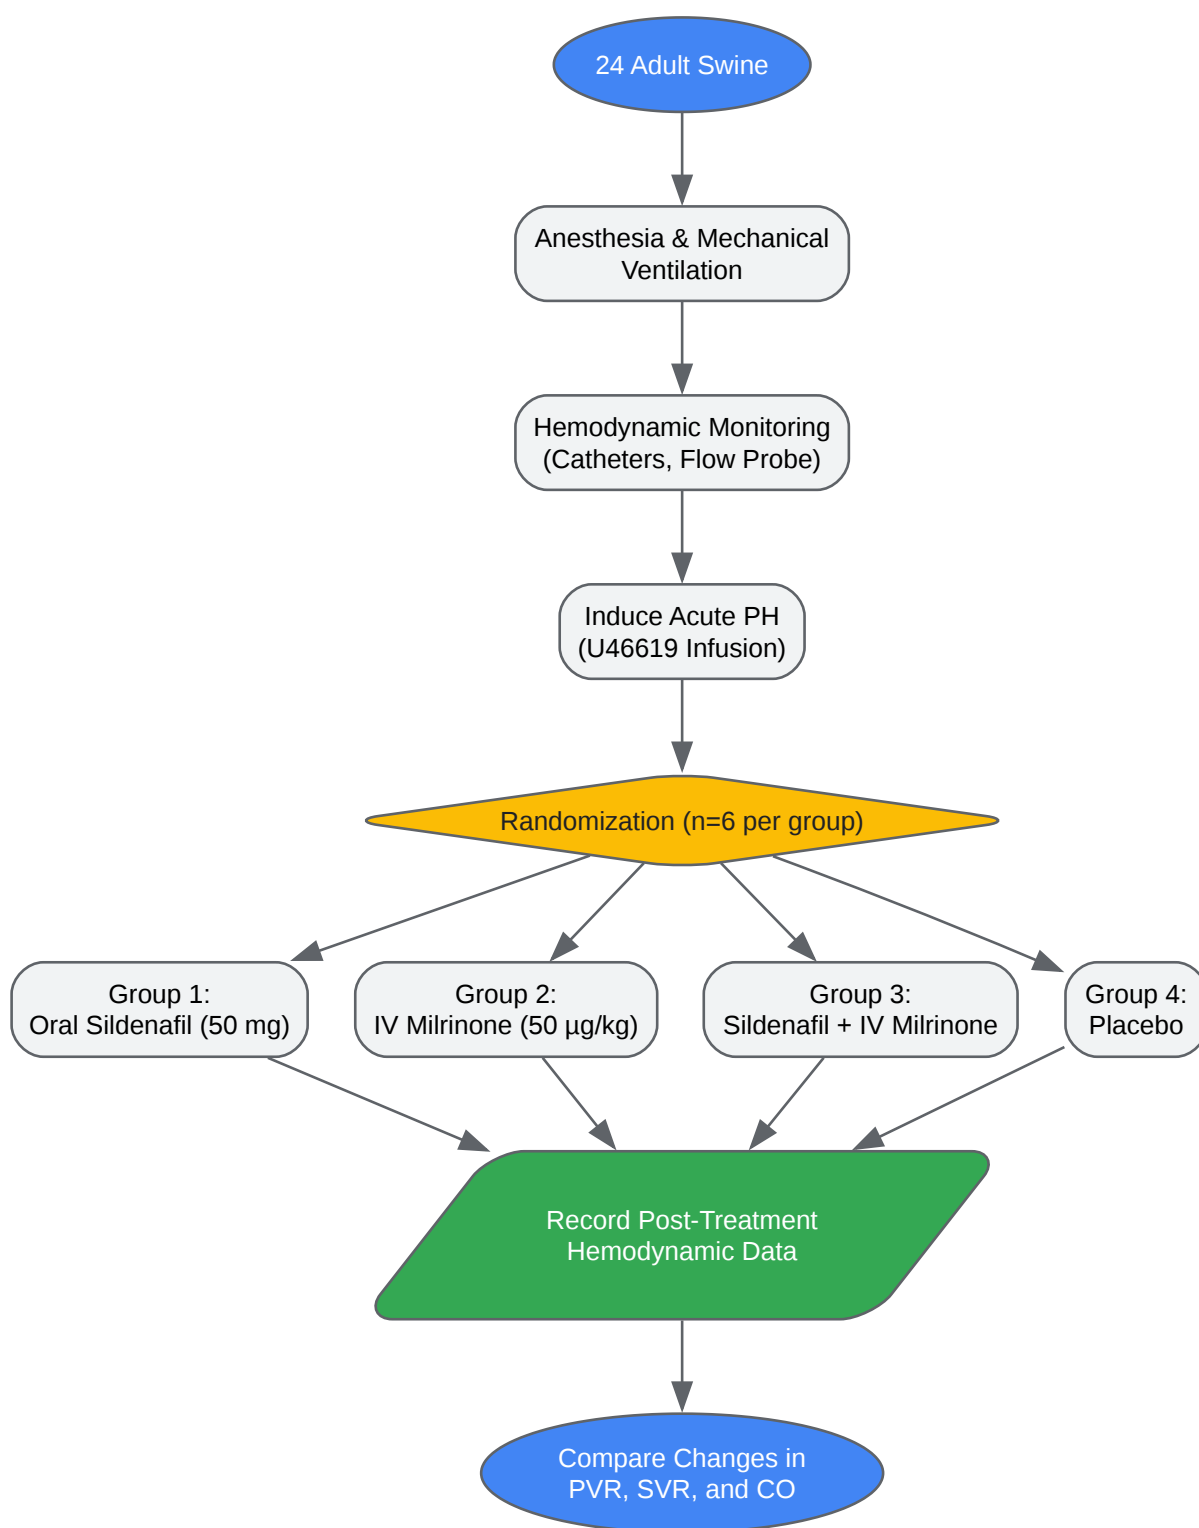 24 Adult Swine
Anesthesia & Mechanical
Ventilation
Hemodynamic Monitoring
(Catheters, Flow Probe)
Induce Acute PH
(U46619 Infusion)
Randomization (n=6 per group)
Group 1:
Oral Sildenafil (50 mg)
Group 2:
IV Milrinone (50 µg/kg)
Group 3:
Sildenafil + IV Milrinone
Group 4:
Placebo
Record Post-Treatment
Hemodynamic Data
Compare Changes in
PVR, SVR, and CO